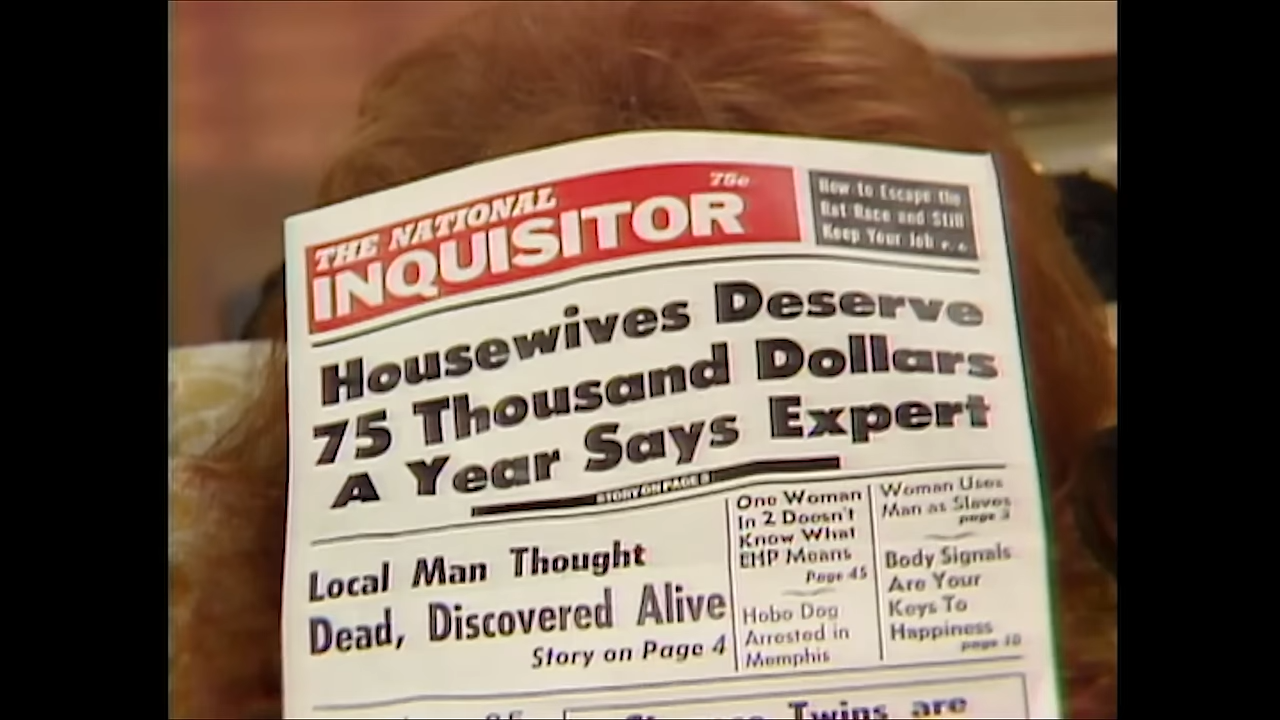 THE NATIONAL 75¢
INQUISITOR
How to Escape the
Rat Race and Still
Keep Your Job
Housewives Deserve
75 Thousand Dollars
A Year Says Expert
STORY ON PAGE
Local Man Thought
Dead, Discovered Alive
Story on Page 4
One Woman
In 2 Doesn't
Know What
EHP Means
Page 45
Hobo Dog
Arrested in
Memphis
Woman Uses
Man as Slaves
page 3
Body Signals
Are Your
Keys To
Happiness
page 10
Twins are